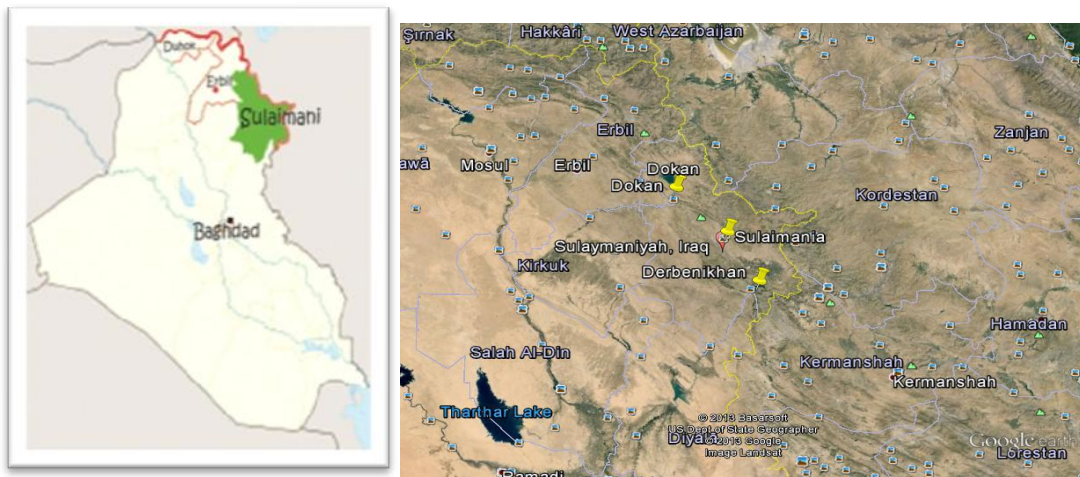 Duhok
Erbil
Sulaimani
Baghdad
Şırnak
Hakkâri
West Azarbaijan
Zanjan
Erbil
awā
Mosul
Erbil
Dokan
Dokan
Kordestan
Sulaimania
Sulaymaniyah, Iraq
Kirkuk
Derbenikhan
Hamadan
Salah Al-Din
Kermanshah
Kermanshah
Tharthar Lake
© 2013 Basarsoft
US Dept of State Geographer
© 2013 Google
Image Landsat
Diyala
Google earth
Lorestan
Ramadi